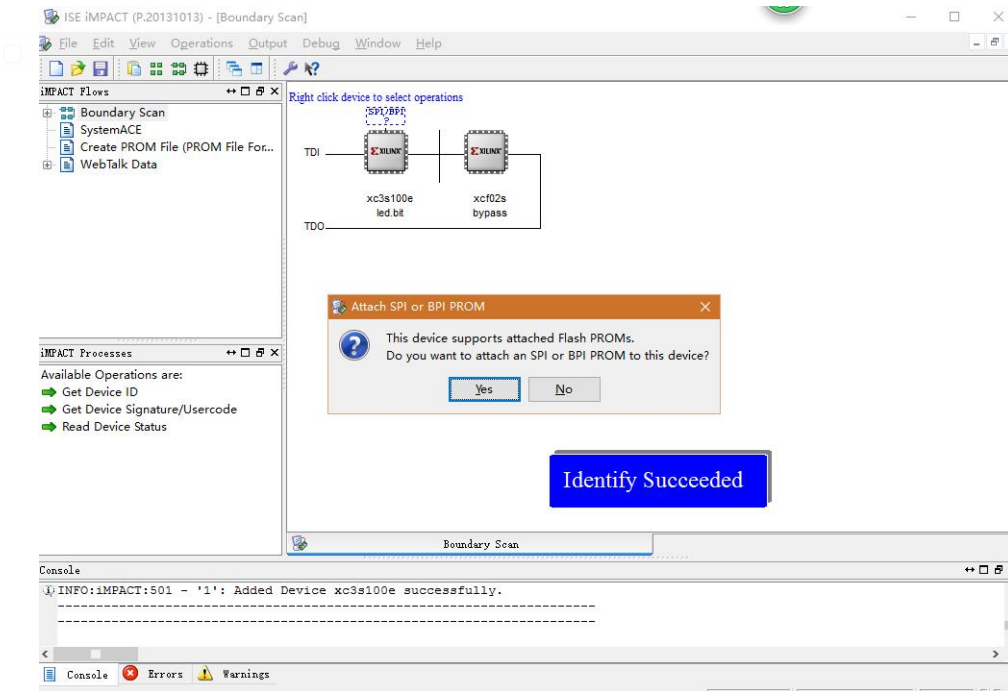 ISE iMPACT (P.20131013) - [Boundary Scan]
File Edit View Operations Output Debug Window Help
iMPACT Flows
Boundary Scan
SystemACE
Create PROM File (PROM File For...
WebTalk Data
Right click device to select operations
SPI/BPI
?
TDI
XILINX
XILINX
xc3s100e
xcf02s
led.bit
bypass
TDO
Attach SPI or BPI PROM
This device supports attached Flash PROMs.
Do you want to attach an SPI or BPI PROM to this device?
Yes
No
iMPACT Processes
Available Operations are:
Get Device ID
Get Device Signature/Usercode
Read Device Status
Identify Succeeded
Boundary Scan
Console
INFO:iMPACT:501 - '1': Added Device xc3s100e successfully.
----------------------------------------------------------------------
----------------------------------------------------------------------
Console Errors Warnings